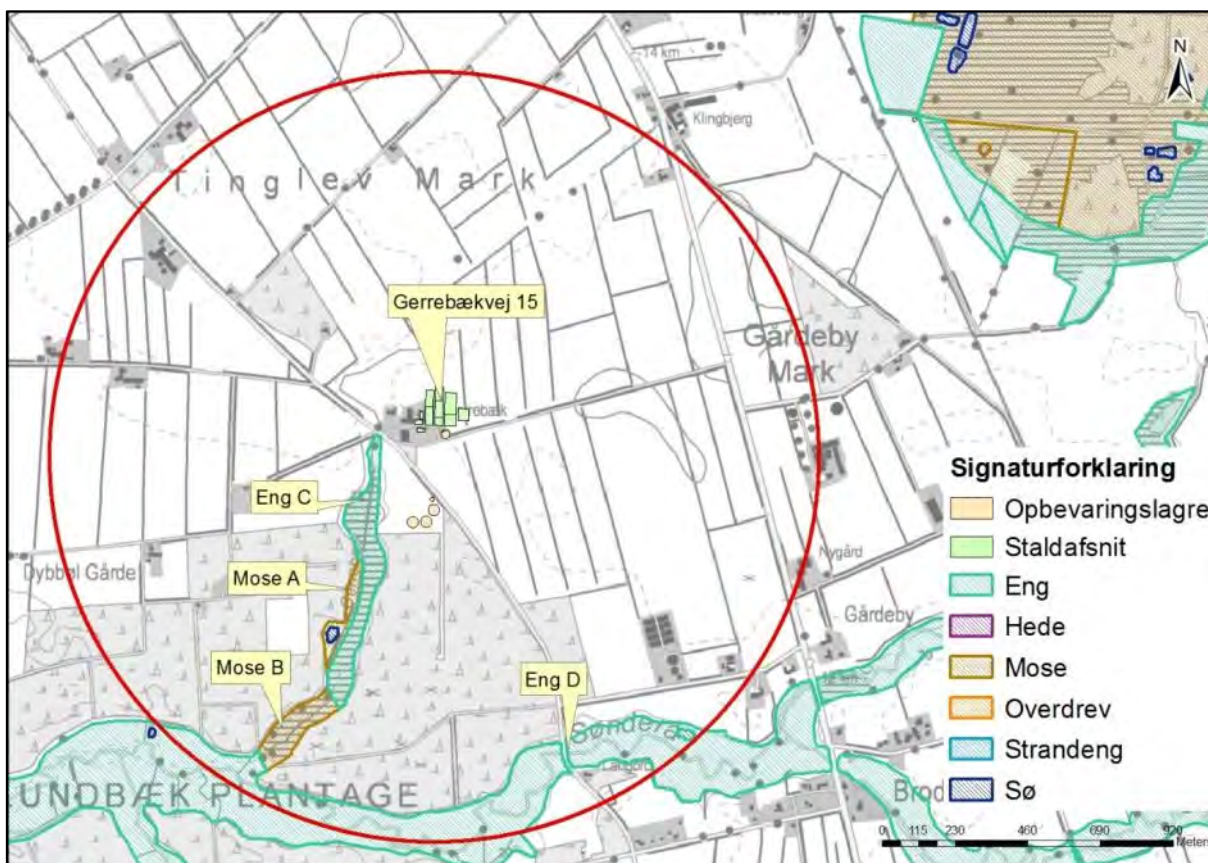 14 km
N
Klingbjerg
Tinglev Mark
Gerrebækvej 15
Gårdeby
Mark
rebæk
Eng C
Signaturforklaring
Opbevaringslagre
Staldafsnit
Eng
Hede
Mose
Overdrev
Strandeng
Sø
Dybbøl Gårde
Mose A
Nygård
Gårdeby
Mose B
Eng D
Sønderå
UNDBÆK PLANTAGE
Brod
0 115 230 460 690 920
Meter